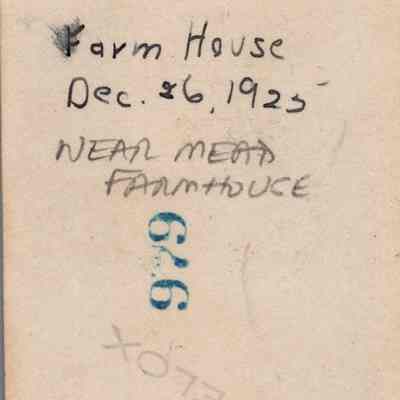 Farm House
Dec. 26, 1925
NEAR MEAD
FARMHOUSE
979